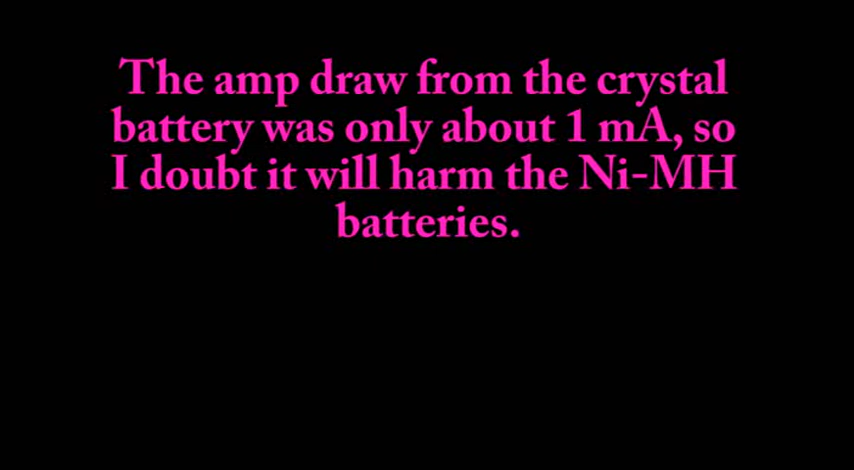 The amp draw from the crystal
battery was only about 1 mA, so
I doubt it will harm the Ni-MH
batteries.